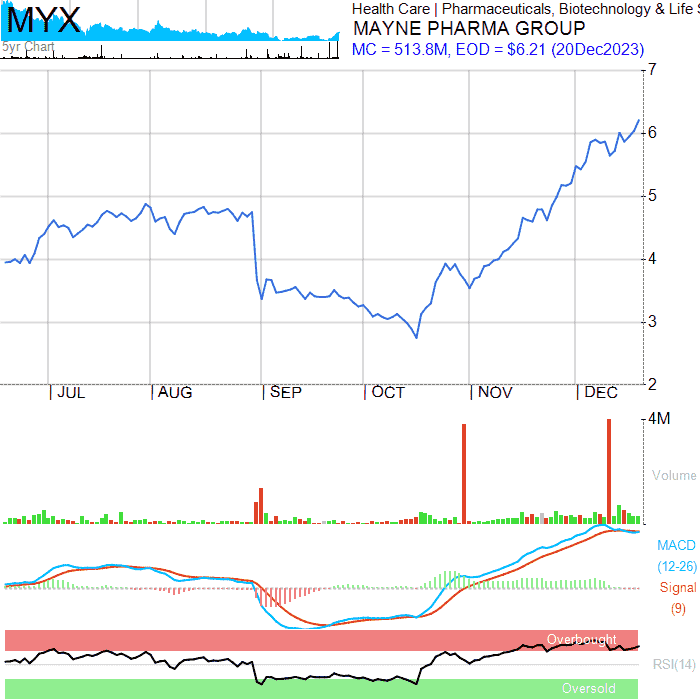 MYX
5yr Chart
Health Care | Pharmaceuticals, Biotechnology & Life
MAYNE PHARMA GROUP
MC = 513.8M, EOD = $6.21 (20Dec2023)
7
6
5
4
3
2
JUL AUG SEP OCT NOV DEC
4M
Volume
MACD
(12-26)
Signal
(9)
Overbought
RSI(14)
Oversold